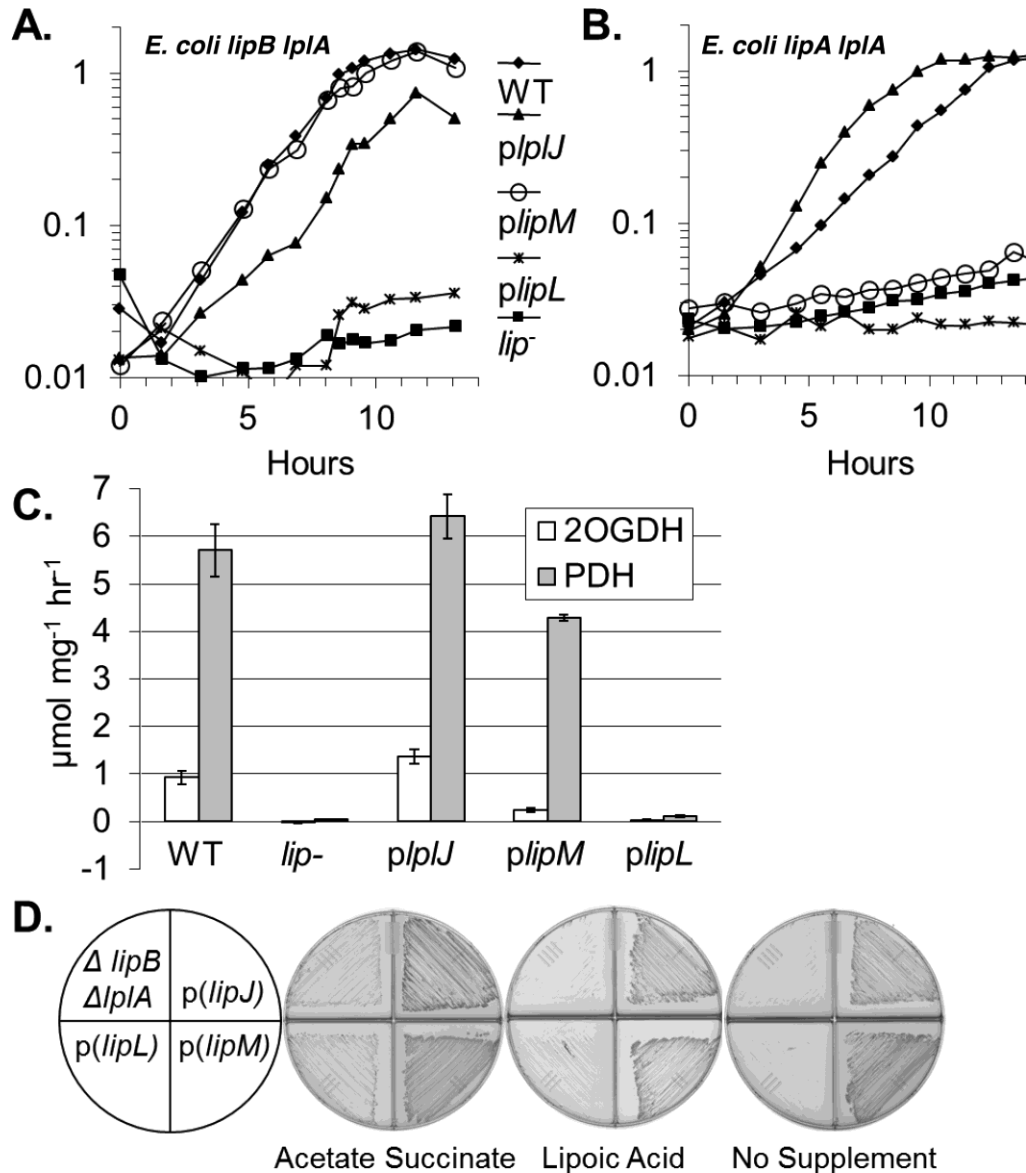 A.
E. coli lipB lplA
1
0.1
0.01
0 5 10
Hours
WT
plplJ
plipM
plipL
lip-
B.
E. coli lipA lplA
1
0.1
0.01
0 5 10
Hours
C.
7
6
5
4
3
2
1
0
-1
µmol mg-1 hr-1
2OGDH
PDH
WT lip- plplJ plipM plipL
D.
Δ lipB
ΔlplA
p(lipJ)
p(lipL) p(lipM)
Acetate Succinate Lipoic Acid No Supplement